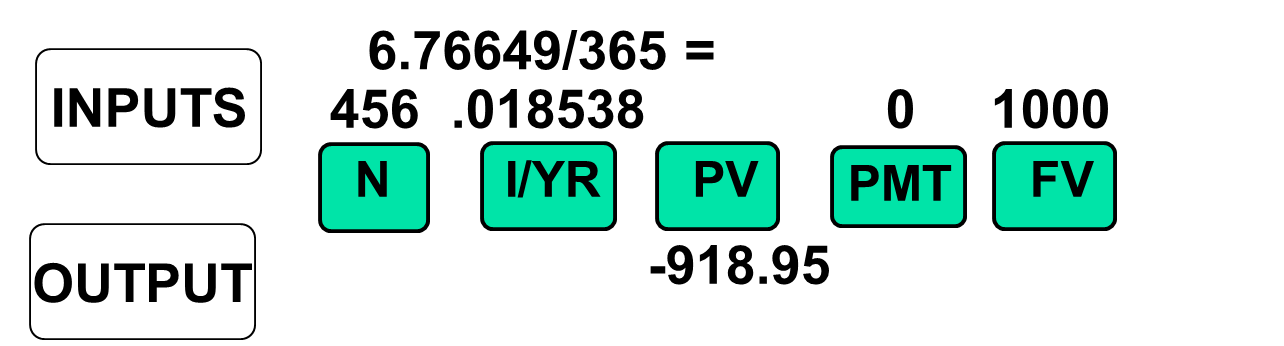 6.76649/365 =
INPUTS 456 .018538 0 1000
N I/YR PV PMT FV
OUTPUT -918.95